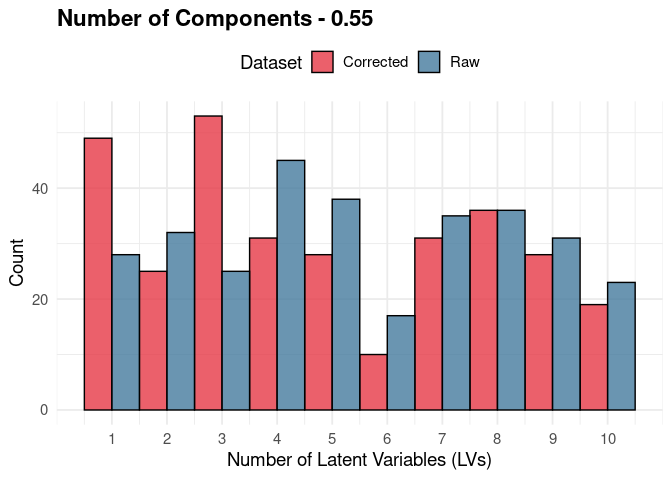 Number of Components - 0.55
Dataset Corrected Raw
Count
40
20
0
1 2 3 4 5 6 7 8 9 10
Number of Latent Variables (LVs)